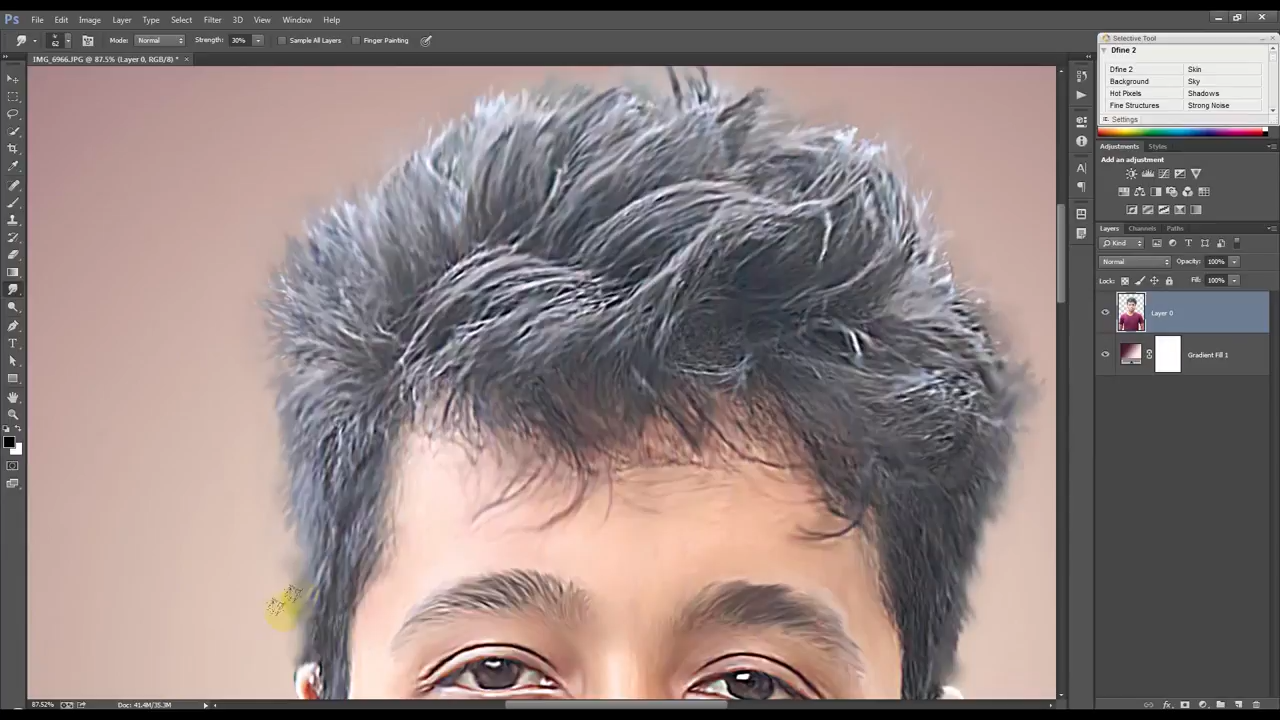 Ps File Edit Image Layer Type Select Filter 3D View Window Help
62 Mode: Normal Strength: 30% Sample All Layers Finger Painting
IMG_6966.JPG @ 87.5% (Layer 0, RGB/8) * ×
Selective Tool
Dfine 2
Dfine 2 Skin
Background Sky
Hot Pixels Shadows
Fine Structures Strong Noise
Settings
Adjustments Styles
Add an adjustment
Layers Channels Paths
Kind
Normal Opacity: 100%
Lock: Fill: 100%
Layer 0
Gradient Fill 1
87.52% Doc: 41.4M/35.3M